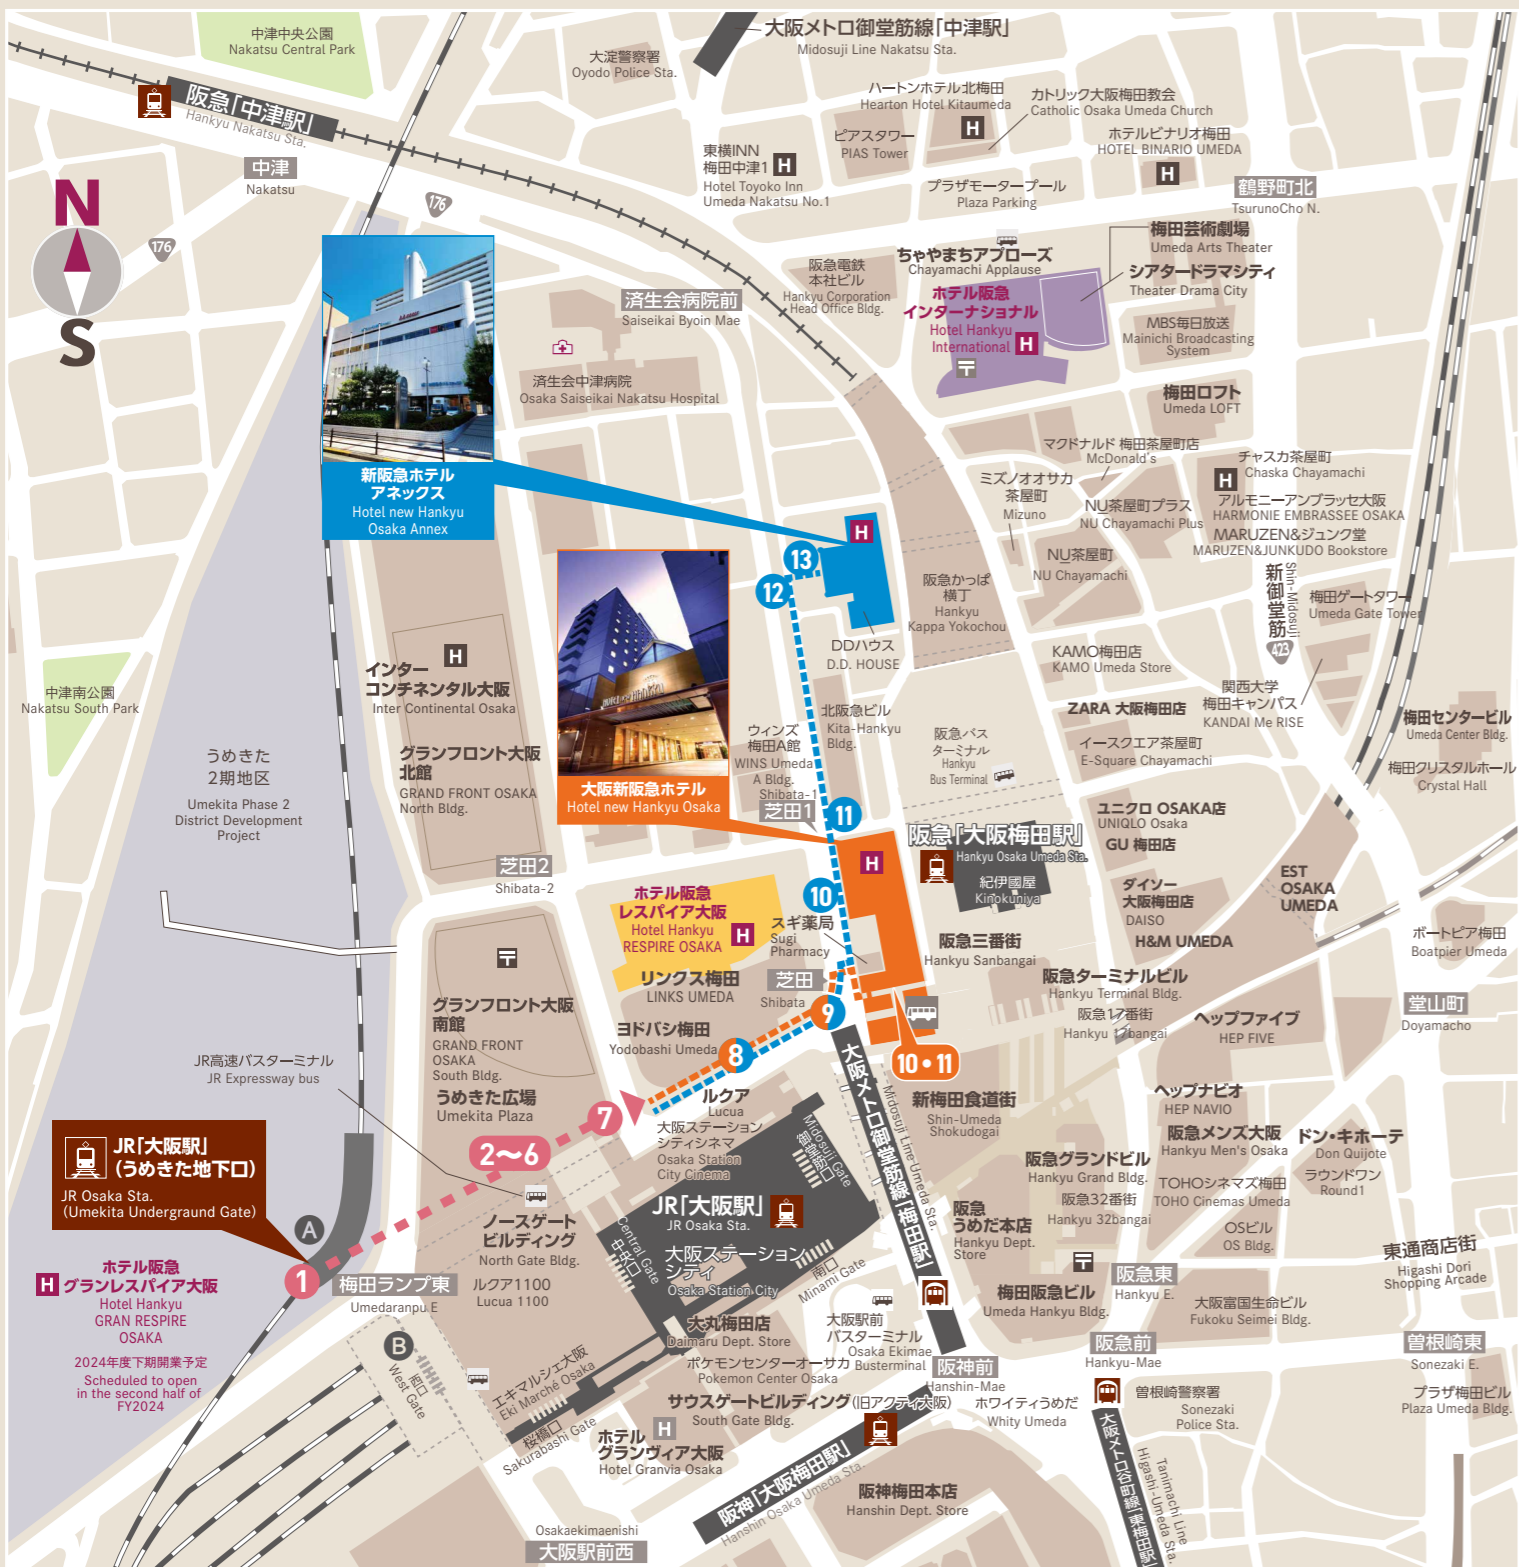 中津中央公園
Nakatsu Central Park
大阪メトロ御堂筋線「中津駅」
Midosuji Line Nakatsu Sta.
大淀警察署
Oyodo Police Sta.
阪急「中津駅」
Hankyu Nakatsu Sta.
中津
Nakatsu
176
176
N
S
ハートンホテル北梅田
Hearton Hotel Kitaumeda
H
カトリック大阪梅田教会
Catholic Osaka Umeda Church
ピアスタワー
PIAS Tower
ホテルビナリオ梅田
HOTEL BINARIO UMEDA
H
東横INN
梅田中津1
H
Hotel Toyoko Inn
Umeda Nakatsu No.1
プラザモータープール
Plaza Parking
鶴野町北
TsurunoCho N.
梅田芸術劇場
Umeda Arts Theater
シアタードラマシティ
Theater Drama City
ちゃやまちアプローズ
Chayamachi Applause
阪急電鉄
本社ビル
Hankyu Corporation
Head Office Bldg.
ホテル阪急
インターナショナル
Hotel Hankyu
International
H
MBS毎日放送
Mainichi Broadcasting
System
済生会病院前
Saiseikai Byoin Mae
済生会中津病院
Osaka Saiseikai Nakatsu Hospital
梅田ロフト
Umeda LOFT
新阪急ホテル
アネックス
Hotel new Hankyu
Osaka Annex
マクドナルド 梅田茶屋町店
McDonald's
チャスカ茶屋町
Chaska Chayamachi
H
アルモニーアンブラッセ大阪
HARMONIE EMBRASSEE OSAKA
MARUZEN&ジュンク堂
MARUZEN&JUNKUDO Bookstore
ミズノオオサカ
茶屋町
Mizuno
NU茶屋町プラス
NU Chayamachi Plus
NU茶屋町
NU Chayamachi
新御堂筋
Shin-Midosuji
423
梅田ゲートタワー
Umeda Gate Tower
H
13
12
阪急かっぱ
横丁
Hankyu
Kappa Yokochou
DDハウス
D.D. HOUSE
KAMO梅田店
KAMO Umeda Store
関西大学
梅田キャンパス
KANDAI Me RISE
ZARA 大阪梅田店
イースクエア茶屋町
E-Square Chayamachi
梅田センタービル
Umeda Center Bldg.
梅田クリスタルホール
Crystal Hall
中津南公園
Nakatsu South Park
うめきた
2期地区
Umekita Phase 2
District Development
Project
インター
コンチネンタル大阪
H
Inter Continental Osaka
グランフロント大阪
北館
GRAND FRONT OSAKA
North Bldg.
大阪新阪急ホテル
Hotel new Hankyu Osaka
ウィンズ
梅田A館
WINS Umeda
A Bldg.
Shibata-1
芝田1
北阪急ビル
Kita-Hankyu
Bldg.
阪急バス
ターミナル
Hankyu
Bus Terminal
11
阪急「大阪梅田駅」
Hankyu Osaka Umeda Sta.
紀伊國屋
Kinokuniya
ユニクロ OSAKA店
UNIQLO Osaka
GU 梅田店
ダイソー
大阪梅田店
DAISO
H&M UMEDA
EST
OSAKA
UMEDA
ボートピア梅田
Boatpier Umeda
芝田2
Shibata-2
ホテル阪急
レスパイア大阪
Hotel Hankyu
RESPIRE OSAKA
H
H
10
スギ薬局
Sugi
Pharmacy
リンクス梅田
LINKS UMEDA
芝田
Shibata
阪急三番街
Hankyu Sanbangai
阪急ターミナルビル
Hankyu Terminal Bldg.
阪急17番街
Hankyu 17bangai
ヘップファイブ
HEP FIVE
堂山町
Doyamacho
グランフロント大阪
南館
GRAND FRONT
OSAKA
South Bldg.
ヨドバシ梅田
Yodobashi Umeda
9
8
10・11
JR高速バスターミナル
JR Expressway bus
うめきた広場
Umekita Plaza
7
2〜6
ルクア
Lucua
大阪ステーション
シティシネマ
Osaka Station
City Cinema
御堂筋口
Midosuji Gate
大阪メトロ御堂筋線「梅田駅」
Midosuji Line Umeda Sta.
新梅田食道街
Shin-Umeda
Shokudogai
ヘップナビオ
HEP NAVIO
阪急メンズ大阪
Hankyu Men's Osaka
ドン・キホーテ
Don Quijote
ラウンドワン
Round1
阪急グランドビル
Hankyu Grand Bldg.
阪急32番街
Hankyu 32bangai
TOHOシネマズ梅田
TOHO Cinemas Umeda
OSビル
OS Bldg.
JR「大阪駅」
（うめきた地下口）
JR Osaka Sta.
(Umekita Undergraund Gate)
A
1
ノースゲート
ビルディング
North Gate Bldg.
ルクア1100
Lucua 1100
JR「大阪駅」
JR Osaka Sta.
大阪ステーション
シティ
Osaka Station City
中央口
Central Gate
南口
Minami Gate
阪急
うめだ本店
Hankyu Dept.
Store
梅田阪急ビル
Umeda Hankyu Bldg.
阪急東
Hankyu E.
大阪富国生命ビル
Fukoku Seimei Bldg.
東通商店街
Higashi Dori
Shopping Arcade
H
ホテル阪急
グランレスパイア大阪
Hotel Hankyu
GRAN RESPIRE
OSAKA
2024年度下期開業予定
Scheduled to open
in the second half of
FY2024
梅田ランプ東
Umedaranpu E
B
西口
West Gate
エキマルシェ大阪
Eki Marché Osaka
桜橋口
Sakurabashi Gate
大丸梅田店
Daimaru Dept. Store
ポケモンセンターオーサカ
Pokemon Center Osaka
大阪駅前
バスターミナル
Osaka Ekimae
Busterminal
阪神前
Hanshin-Mae
阪急前
Hankyu-Mae
曽根崎東
Sonezaki E.
サウスゲートビルディング(旧アクティ大阪)
South Gate Bldg.
ホワイティうめだ
Whity Umeda
曽根崎警察署
Sonezaki
Police Sta.
プラザ梅田ビル
Plaza Umeda Bldg.
ホテル
グランヴィア大阪
H
Hotel Granvia Osaka
阪神「大阪梅田駅」
Hanshin Osaka Umeda Sta.
阪神梅田本店
Hanshin Dept. Store
大阪メトロ谷町線「東梅田駅」
Tanimachi Line
Higashi-Umeda Sta.
Osakaekimaenishi
大阪駅前西